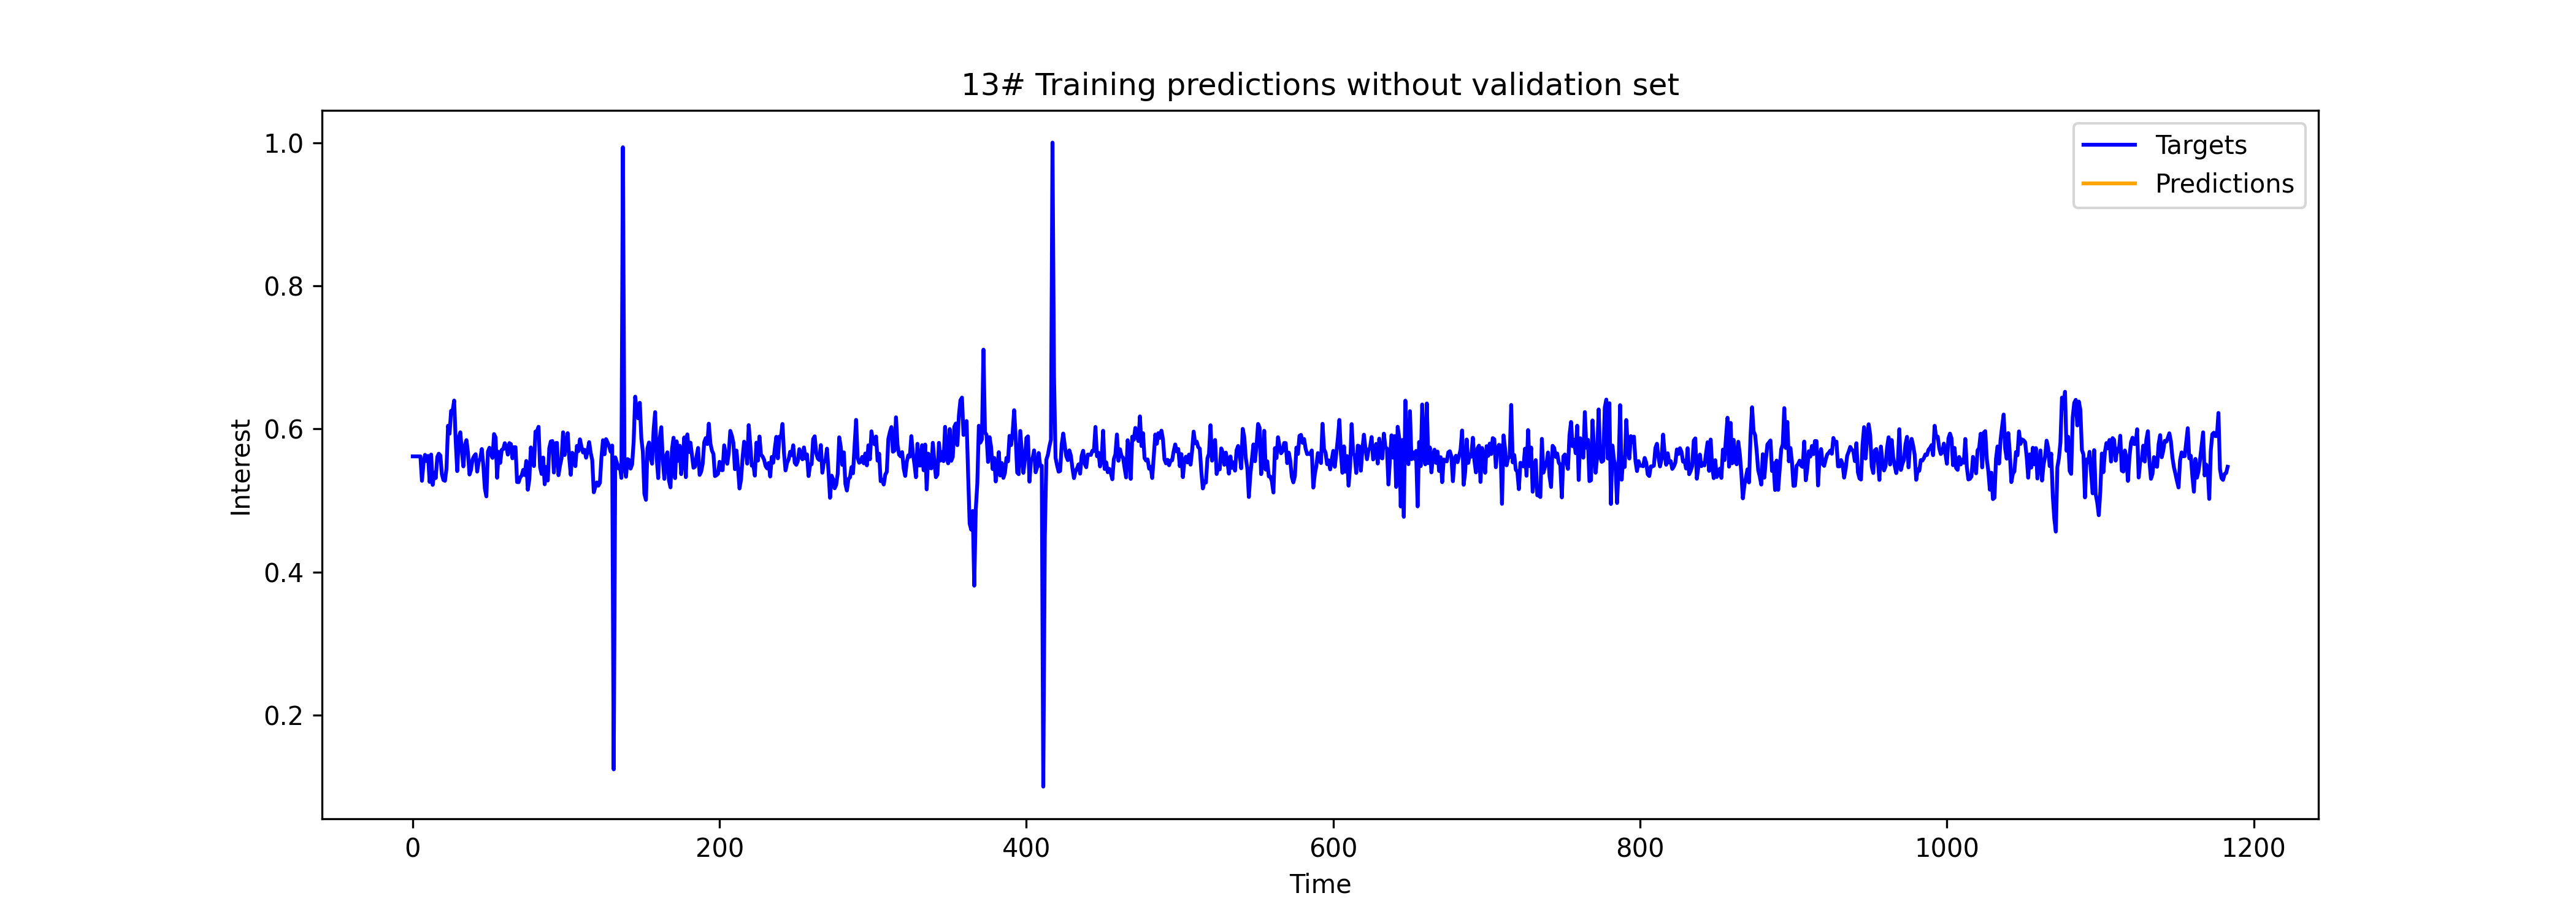 13# Training predictions without validation set
Targets
Predictions
1.0
0.8
0.6
0.4
0.2
Interest
0 200 400 600 800 1000 1200
Time